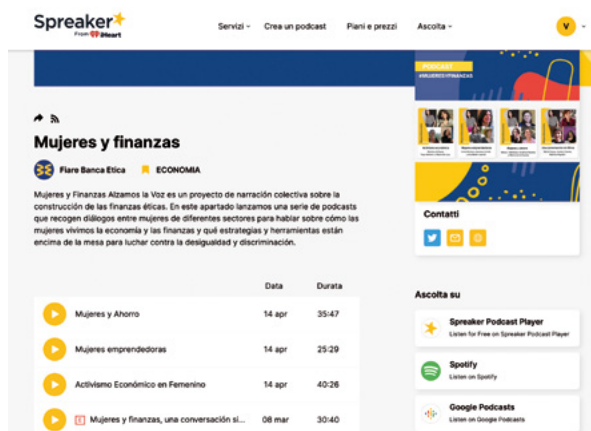 Spreaker
From iHeart
Servizi
Crea un podcast
Piani e prezzi
Ascolta
V
PODCAST
#MUJERESYFINANZAS
Mujeres y finanzas
Fiare Banca Etica
ECONOMIA
Mujeres y Finanzas Alzamos la Voz es un proyecto de narración colectiva sobre la
construcción de las finanzas éticas. En este apartado lanzamos una serie de podcasts
que recogen diálogos entre mujeres de diferentes sectores para hablar sobre cómo las
mujeres vivimos la economía y las finanzas y qué estrategias y herramientas están
encima de la mesa para luchar contra la desigualdad y discriminación.
Contatti
Data
Durata
Mujeres y Ahorro
14 apr
35:47
Mujeres emprendedoras
14 apr
25:29
Activismo Económico en Femenino
14 apr
40:26
E
Mujeres y finanzas, una conversación si...
08 mar
30:40
Ascolta su
Spreaker Podcast Player
Listen for Free on Spreaker Podcast Player
Spotify
Listen on Spotify
Google Podcasts
Listen on Google Podcasts